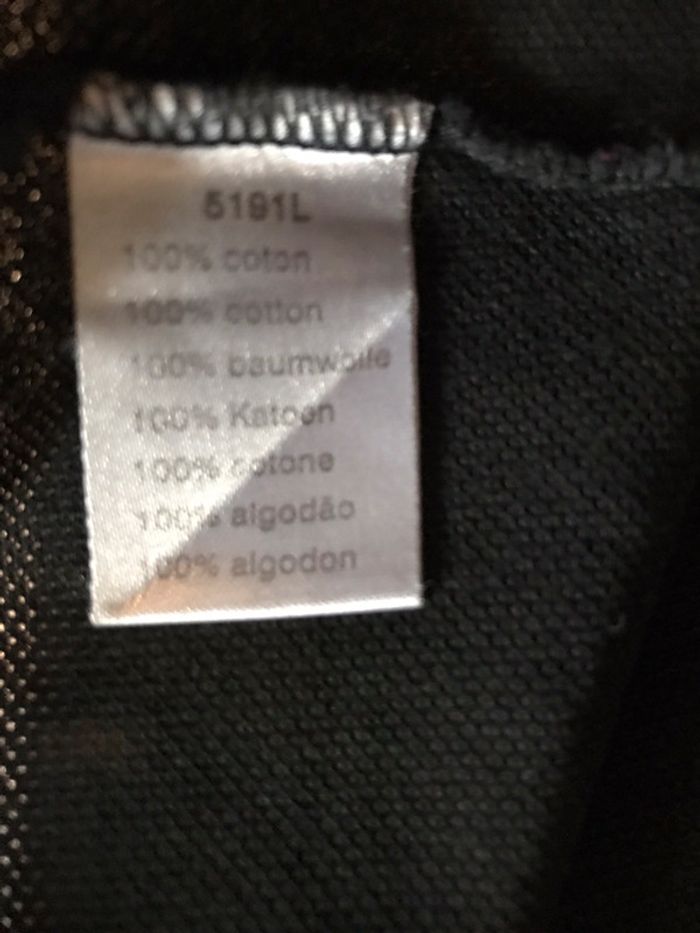 5191L
100% coton
100% cotton
100% baumwolle
100% Katoen
100% cotone
100% algodão
100% algodon